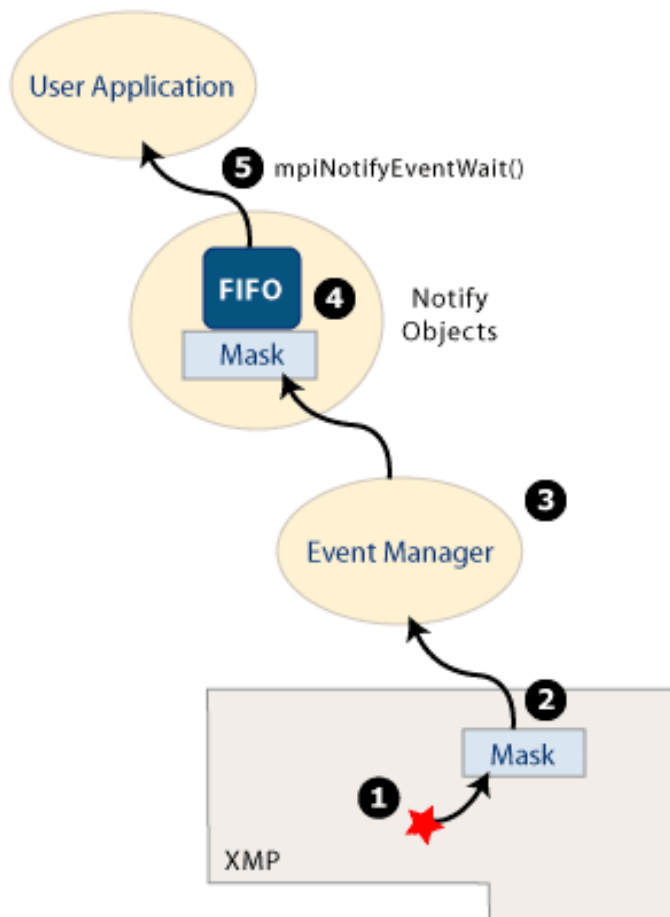 User Application
5 mpiNotifyEventWait()
FIFO
4
Notify
Objects
Mask
3
Event Manager
2
Mask
1
XMP